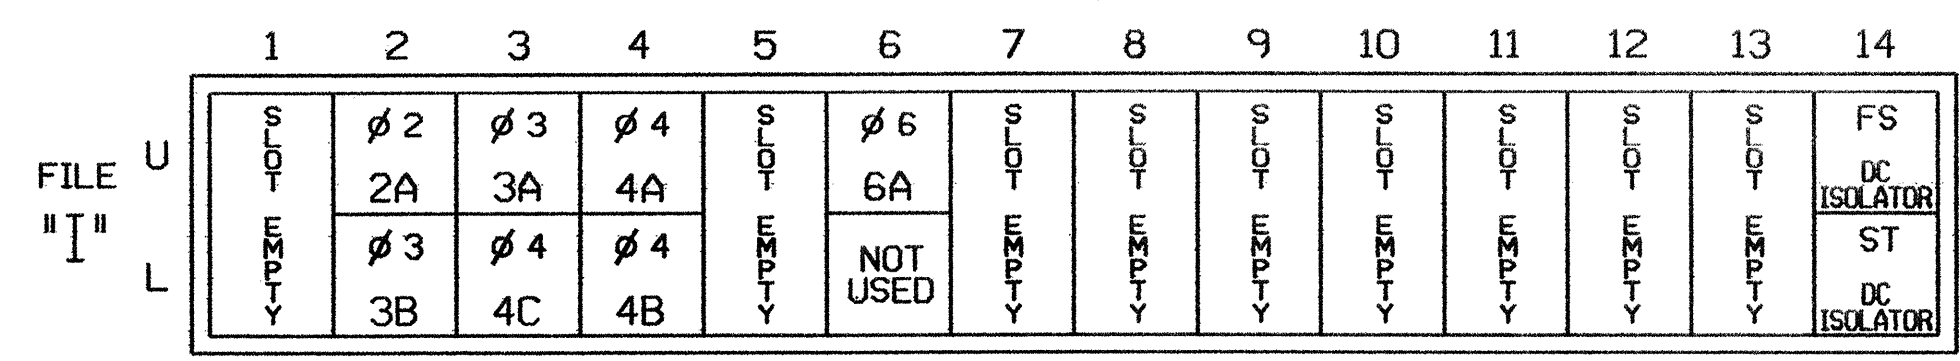 1 2 3 4 5 6 7 8 9 10 11 12 13 14
FILE "I"
U
L
SLOT EMPTY
ø 2
2A
ø 3
3B
ø 3
3A
ø 4
4C
ø 4
4A
ø 4
4B
SLOT EMPTY
ø 6
6A
NOT
USED
SLOT EMPTY
SLOT EMPTY
SLOT EMPTY
SLOT EMPTY
SLOT EMPTY
SLOT EMPTY
SLOT EMPTY
FS
DC
ISOLATOR
ST
DC
ISOLATOR